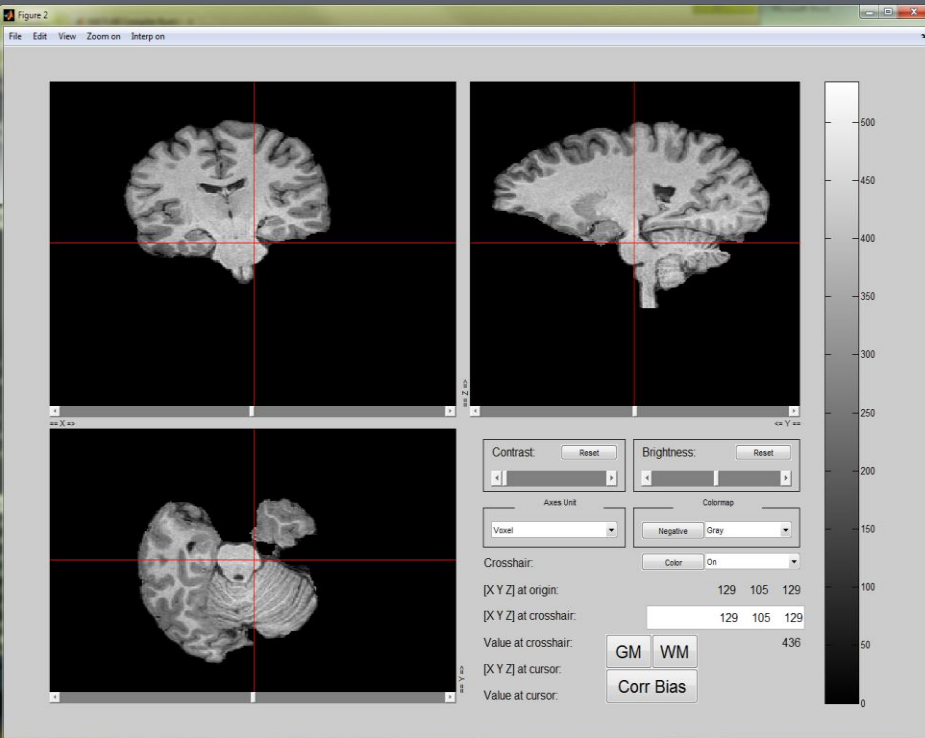 Figure 2
File Edit View Zoom on Interp on
500
450
400
350
300
250
200
150
100
50
0
== Z =>
== X =>
<= Y ==
== Y =>
Contrast: Reset
Brightness: Reset
Axes Unit
Voxel
Colormap
Negative Gray
Crosshair: Color On
[X Y Z] at origin: 129 105 129
[X Y Z] at crosshair: 129 105 129
Value at crosshair: 436
GM WM
[X Y Z] at cursor:
Corr Bias
Value at cursor: